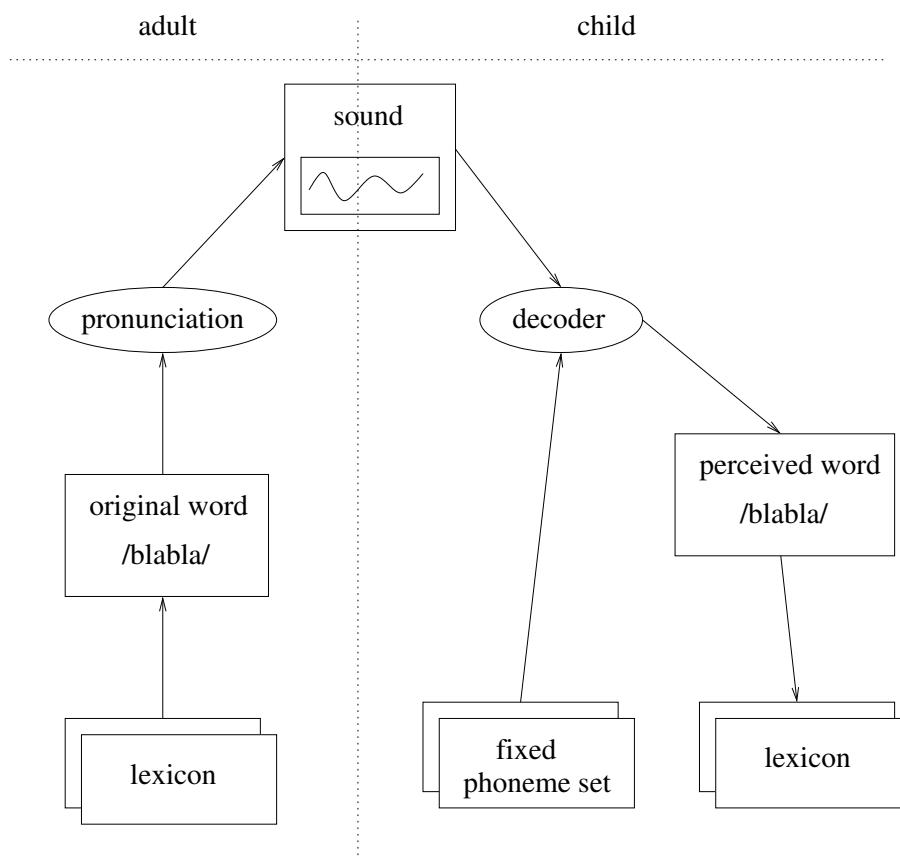 adult
child
sound
pronunciation
decoder
original word
/blabla/
perceived word
/blabla/
lexicon
fixed
phoneme set
lexicon